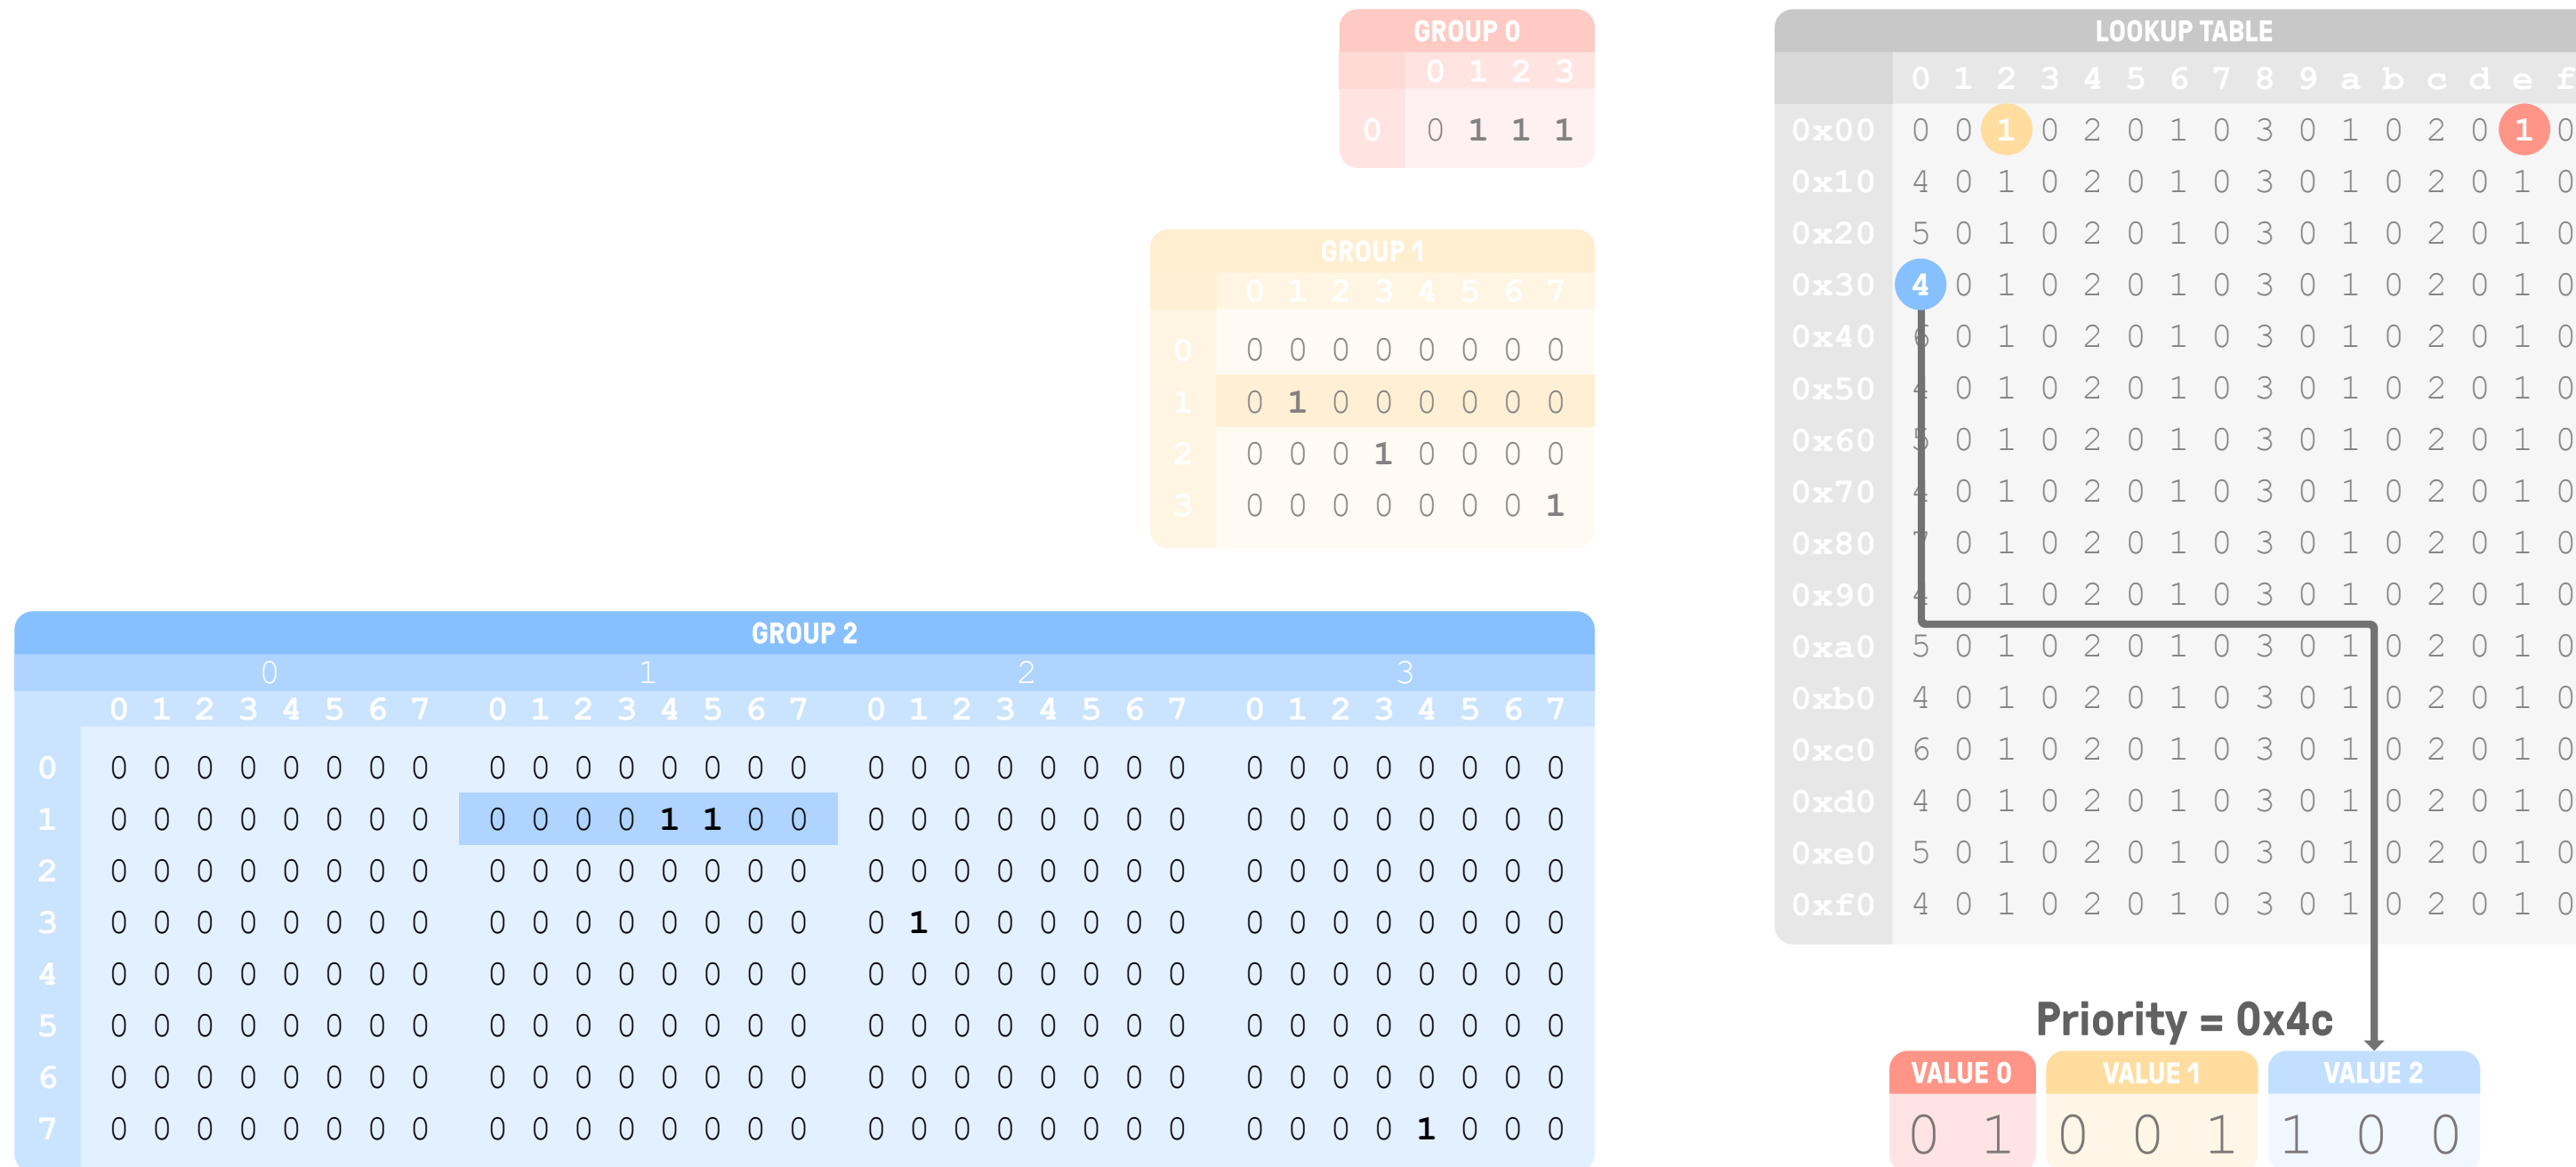 GROUP 0
0 1 2 3
0 0 1 1 1
GROUP 1
0 1 2 3 4 5 6 7
0 0 0 0 0 0 0 0 0
1 0 1 0 0 0 0 0 0
2 0 0 0 1 0 0 0 0
3 0 0 0 0 0 0 0 1
GROUP 2
0 1 2 3
0 1 2 3 4 5 6 7 0 1 2 3 4 5 6 7 0 1 2 3 4 5 6 7 0 1 2 3 4 5 6 7
0 0 0 0 0 0 0 0 0 0 0 0 0 0 0 0 0 0 0 0 0 0 0 0 0 0 0 0 0 0 0 0 0
1 0 0 0 0 0 0 0 0 0 0 0 0 1 1 0 0 0 0 0 0 0 0 0 0 0 0 0 0 0 0 0 0
2 0 0 0 0 0 0 0 0 0 0 0 0 0 0 0 0 0 0 0 0 0 0 0 0 0 0 0 0 0 0 0 0
3 0 0 0 0 0 0 0 0 0 0 0 0 0 0 0 0 0 1 0 0 0 0 0 0 0 0 0 0 0 0 0 0
4 0 0 0 0 0 0 0 0 0 0 0 0 0 0 0 0 0 0 0 0 0 0 0 0 0 0 0 0 0 0 0 0
5 0 0 0 0 0 0 0 0 0 0 0 0 0 0 0 0 0 0 0 0 0 0 0 0 0 0 0 0 0 0 0 0
6 0 0 0 0 0 0 0 0 0 0 0 0 0 0 0 0 0 0 0 0 0 0 0 0 0 0 0 0 0 0 0 0
7 0 0 0 0 0 0 0 0 0 0 0 0 0 0 0 0 0 0 0 0 0 0 0 0 0 0 0 0 1 0 0 0
LOOKUP TABLE
0 1 2 3 4 5 6 7 8 9 a b c d e f
0x00 0 0 1 0 2 0 1 0 3 0 1 0 2 0 1 0
0x10 4 0 1 0 2 0 1 0 3 0 1 0 2 0 1 0
0x20 5 0 1 0 2 0 1 0 3 0 1 0 2 0 1 0
0x30 4 0 1 0 2 0 1 0 3 0 1 0 2 0 1 0
0x40 6 0 1 0 2 0 1 0 3 0 1 0 2 0 1 0
0x50 4 0 1 0 2 0 1 0 3 0 1 0 2 0 1 0
0x60 5 0 1 0 2 0 1 0 3 0 1 0 2 0 1 0
0x70 4 0 1 0 2 0 1 0 3 0 1 0 2 0 1 0
0x80 7 0 1 0 2 0 1 0 3 0 1 0 2 0 1 0
0x90 4 0 1 0 2 0 1 0 3 0 1 0 2 0 1 0
0xa0 5 0 1 0 2 0 1 0 3 0 1 0 2 0 1 0
0xb0 4 0 1 0 2 0 1 0 3 0 1 0 2 0 1 0
0xc0 6 0 1 0 2 0 1 0 3 0 1 0 2 0 1 0
0xd0 4 0 1 0 2 0 1 0 3 0 1 0 2 0 1 0
0xe0 5 0 1 0 2 0 1 0 3 0 1 0 2 0 1 0
0xf0 4 0 1 0 2 0 1 0 3 0 1 0 2 0 1 0
Priority = 0x4c
VALUE 0 VALUE 1 VALUE 2
0 1 0 0 1 1 0 0